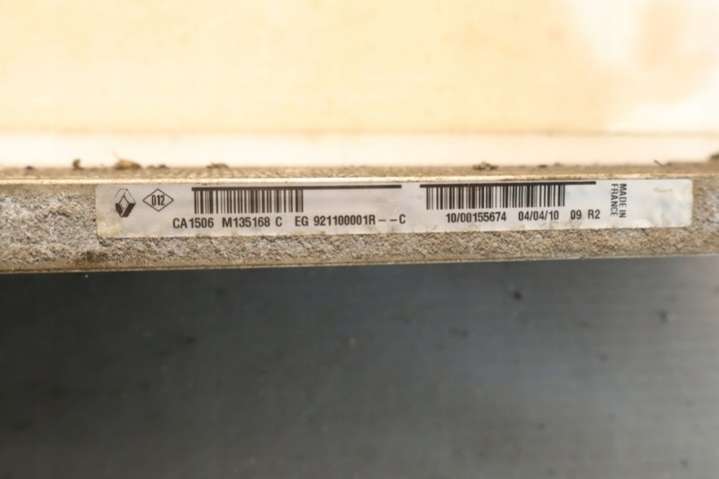 012
CA1506 M135168 C EG 921100001R--C 10/00155674 04/04/10 09 R2
MADE IN
FRANCE